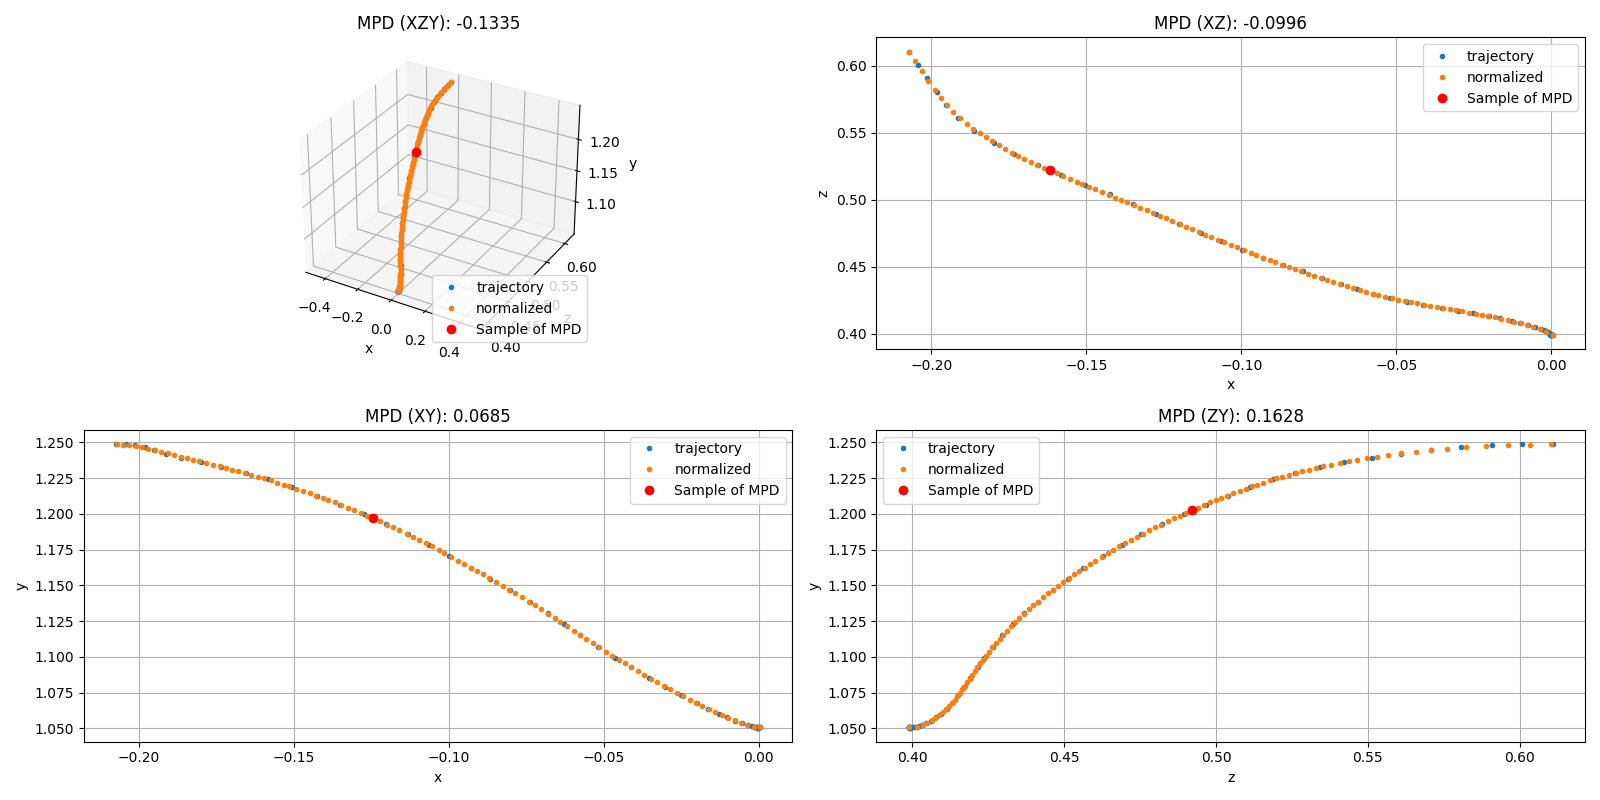 MPD (XZY): -0.1335
1.20
1.15
1.10
y
0.60
0.55
0.50
z
0.40
−0.4
−0.2
0.0
0.2
0.4
x
trajectory
normalized
Sample of MPD
MPD (XZ): -0.0996
0.60
0.55
0.50
0.45
0.40
z
−0.20
−0.15
−0.10
−0.05
0.00
x
trajectory
normalized
Sample of MPD
MPD (XY): 0.0685
1.250
1.225
1.200
1.175
1.150
1.125
1.100
1.075
1.050
y
−0.20
−0.15
−0.10
−0.05
0.00
x
trajectory
normalized
Sample of MPD
MPD (ZY): 0.1628
1.250
1.225
1.200
1.175
1.150
1.125
1.100
1.075
1.050
y
0.40
0.45
0.50
0.55
0.60
z
trajectory
normalized
Sample of MPD